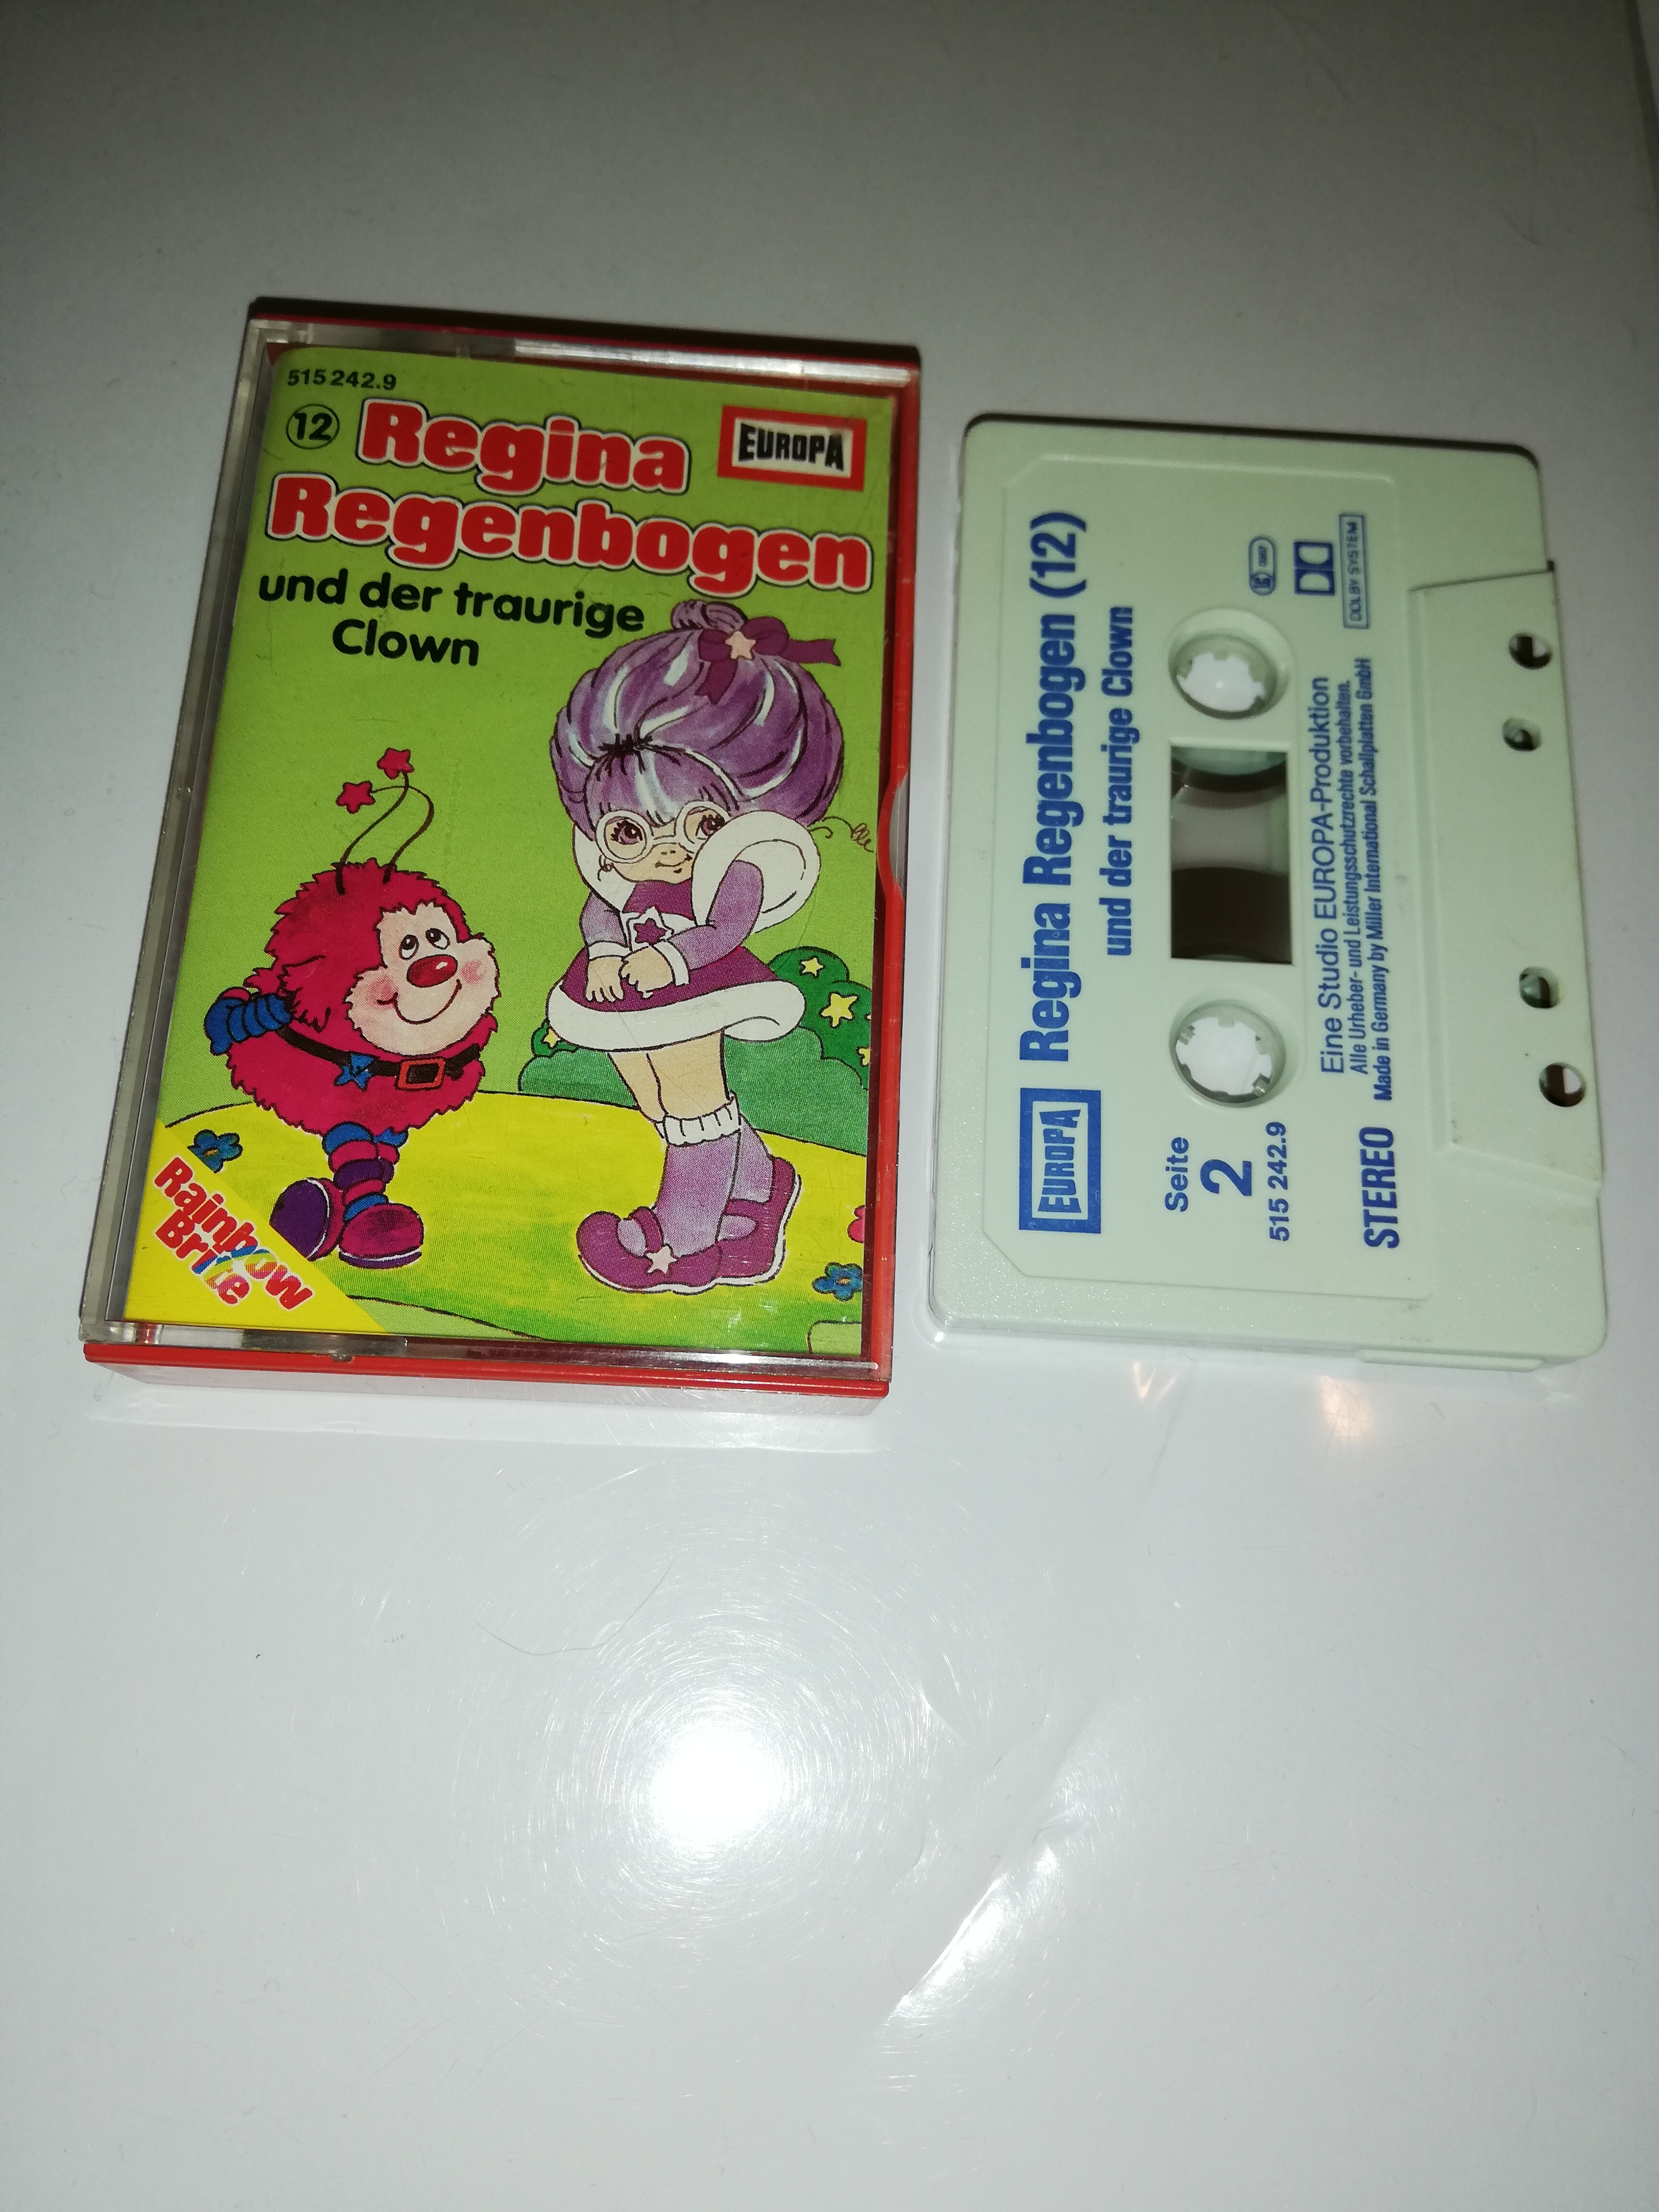 515 242.9
12 Regina
EUROPA
Regenbogen
und der traurige
Clown
Rainbow
Brite
EUROPA
Regina Regenbogen (12)
und der traurige Clown
Seite
2
515 242.9
STEREO
Eine Studio EUROPA-Produktion
Alle Urheber- und Leistungsschutzrechte vorbehalten.
Made in Germany by Miller International Schallplatten GmbH
DOLBY SYSTEM